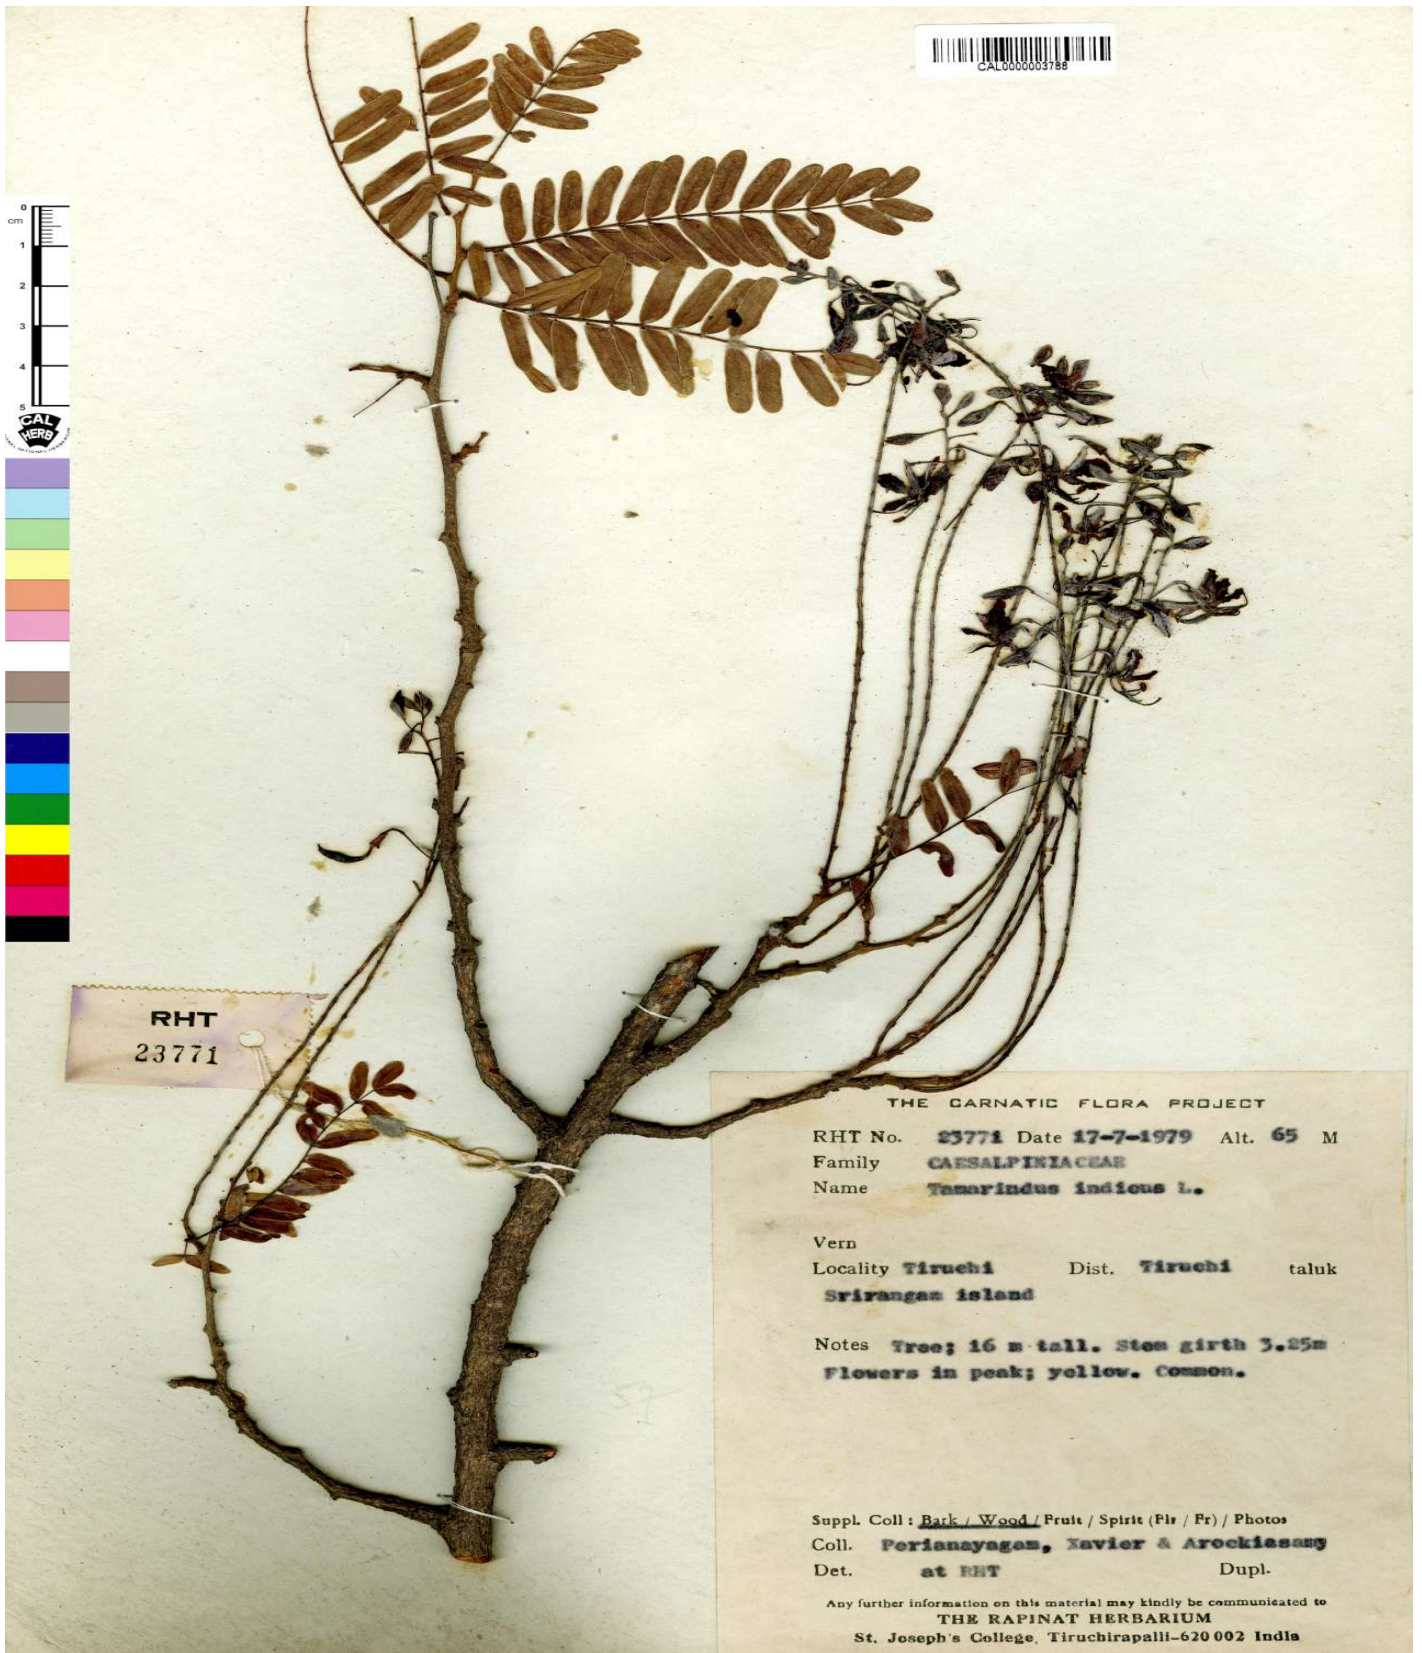 CAL0000003788
0
cm
1
2
3
4
5
CAL
HERB
RHT
23771
THE CARNATIC FLORA PROJECT
RHT No. 23771 Date 17-7-1979 Alt. 65 M
Family CAESALPINIACEAE
Name Tamarindus indicus L.
Vern
Locality Tiruchi Dist. Tiruchi taluk
Srirangam island
Notes Tree; 16 m tall. Stem girth 3.25m
Flowers in peak; yellow. Common.
Suppl. Coll : Bark / Wood / Fruit / Spirit (Flr / Fr) / Photos
Coll. Perianayagam, Xavier & Arockiasamy
Det. at RHT Dupl.
Any further information on this material may kindly be communicated to
THE RAPINAT HERBARIUM
St. Joseph's College, Tiruchirapalli-620 002 India